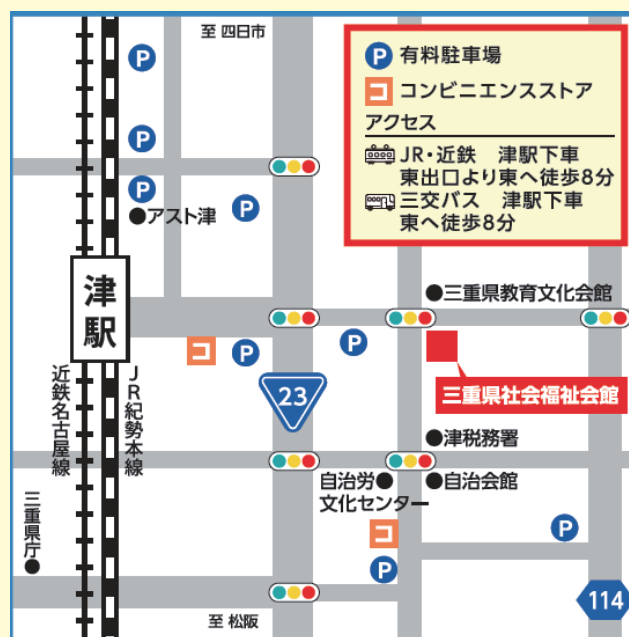 至 四日市
P 有料駐車場
コ コンビニエンスストア
アクセス
JR・近鉄 津駅下車
東出口より東へ徒歩8分
三交バス 津駅下車
東へ徒歩8分
P
P
P
P
●アスト津
津駅
●三重県教育文化会館
コ
P
P
三重県社会福祉会館
23
近鉄名古屋線
JR紀勢本線
●津税務署
自治労●
文化センター
●自治会館
三重県庁●
コ
P
P
114
至 松阪